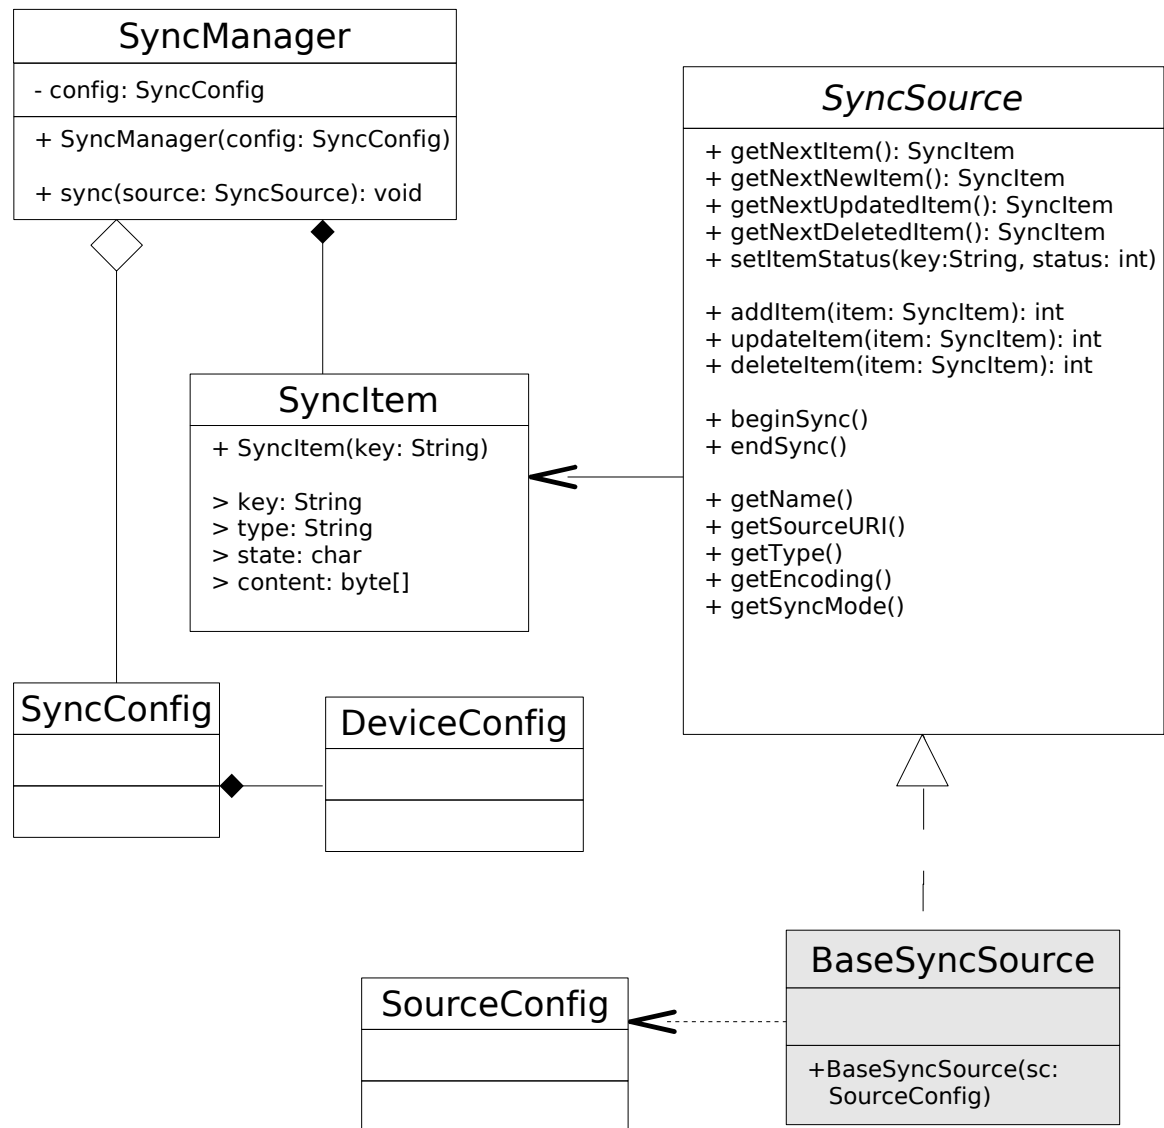 SyncManager
- config: SyncConfig
+ SyncManager(config: SyncConfig)
+ sync(source: SyncSource): void
SyncSource
+ getNextItem(): SyncItem
+ getNextNewItem(): SyncItem
+ getNextUpdatedItem(): SyncItem
+ getNextDeletedItem(): SyncItem
+ setItemStatus(key:String, status: int)
+ addItem(item: SyncItem): int
+ updateItem(item: SyncItem): int
+ deleteItem(item: SyncItem): int
+ beginSync()
+ endSync()
+ getName()
+ getSourceURI()
+ getType()
+ getEncoding()
+ getSyncMode()
SyncItem
+ SyncItem(key: String)
> key: String
> type: String
> state: char
> content: byte[]
SyncConfig
DeviceConfig
BaseSyncSource
+BaseSyncSource(sc:
SourceConfig)
SourceConfig